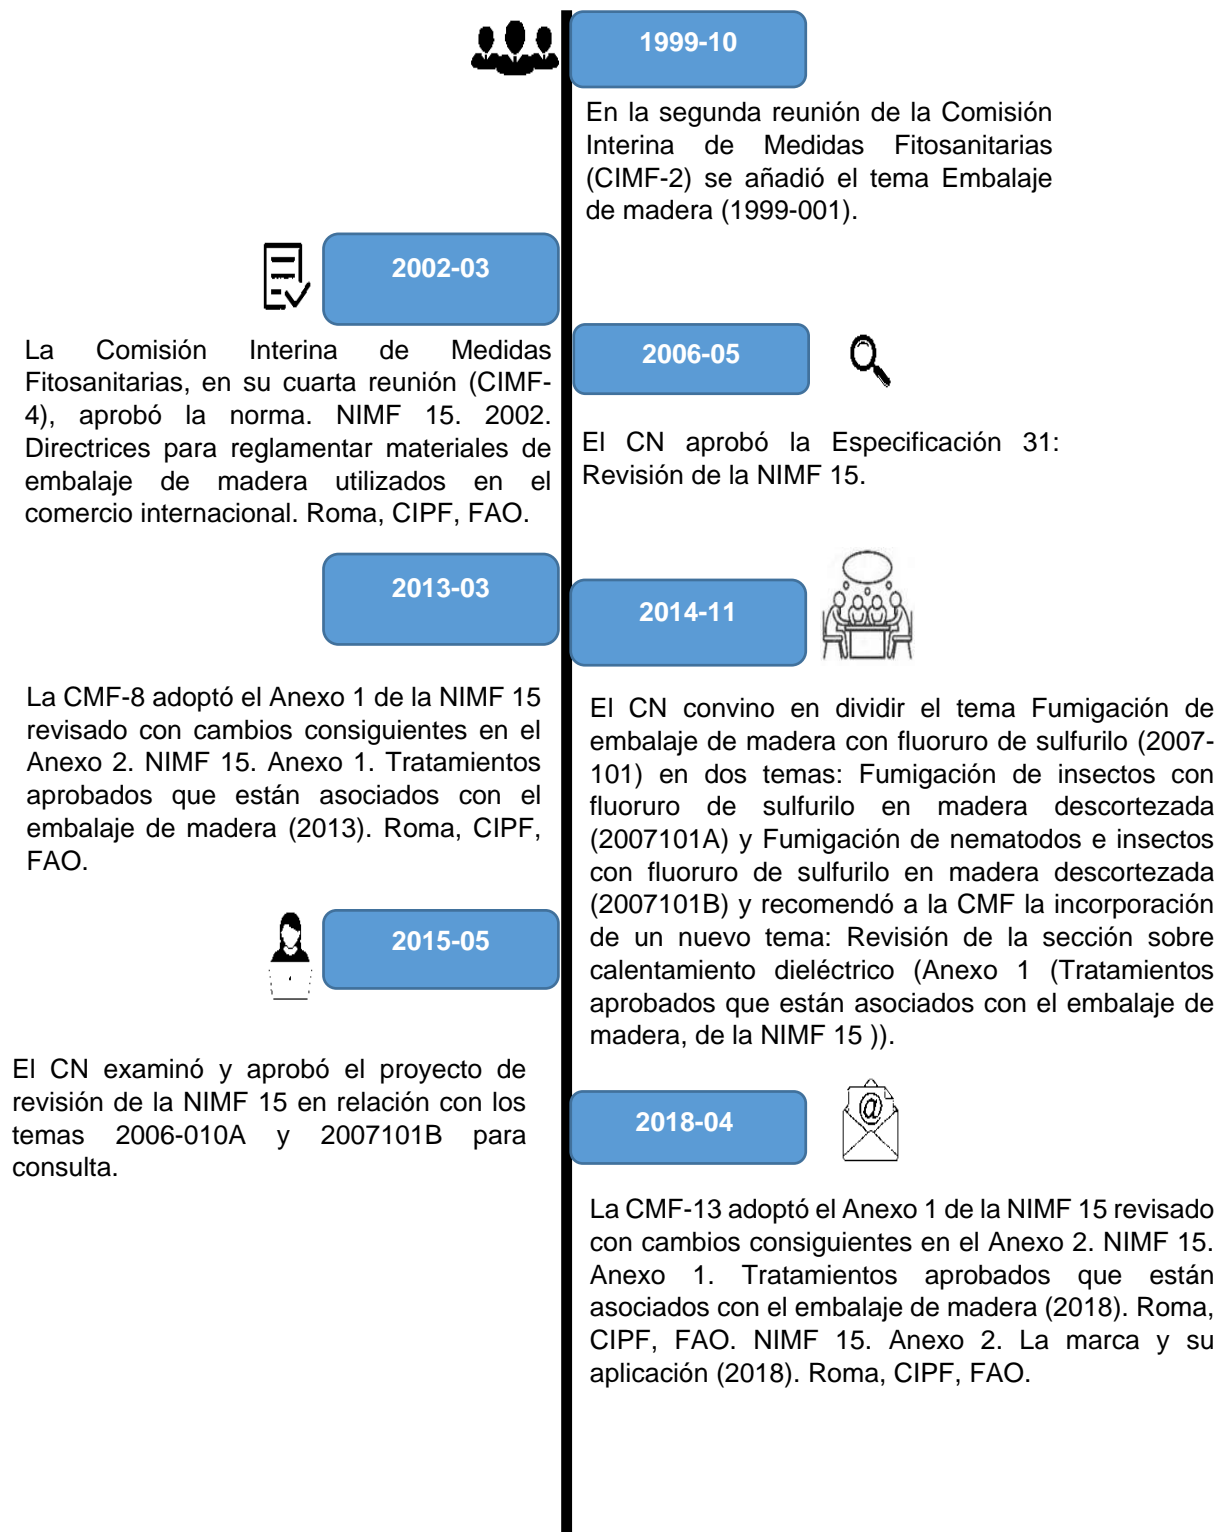 1999-10
En la segunda reunión de la Comisión
Interina de Medidas Fitosanitarias
(CIMF-2) se añadió el tema Embalaje
de madera (1999-001).
2002-03
La Comisión Interina de Medidas
Fitosanitarias, en su cuarta reunión (CIMF-
4), aprobó la norma. NIMF 15. 2002.
Directrices para reglamentar materiales de
embalaje de madera utilizados en el
comercio internacional. Roma, CIPF, FAO.
2006-05
El CN aprobó la Especificación 31:
Revisión de la NIMF 15.
2013-03
La CMF-8 adoptó el Anexo 1 de la NIMF 15
revisado con cambios consiguientes en el
Anexo 2. NIMF 15. Anexo 1. Tratamientos
aprobados que están asociados con el
embalaje de madera (2013). Roma, CIPF,
FAO.
2014-11
El CN convino en dividir el tema Fumigación de
embalaje de madera con fluoruro de sulfurilo (2007-
101) en dos temas: Fumigación de insectos con
fluoruro de sulfurilo en madera descortezada
(2007101A) y Fumigación de nematodos e insectos
con fluoruro de sulfurilo en madera descortezada
(2007101B) y recomendó a la CMF la incorporación
de un nuevo tema: Revisión de la sección sobre
calentamiento dieléctrico (Anexo 1 (Tratamientos
aprobados que están asociados con el embalaje de
madera, de la NIMF 15 )).
2015-05
El CN examinó y aprobó el proyecto de
revisión de la NIMF 15 en relación con los
temas 2006-010A y 2007101B para
consulta.
2018-04
@
La CMF-13 adoptó el Anexo 1 de la NIMF 15 revisado
con cambios consiguientes en el Anexo 2. NIMF 15.
Anexo 1. Tratamientos aprobados que están
asociados con el embalaje de madera (2018). Roma,
CIPF, FAO. NIMF 15. Anexo 2. La marca y su
aplicación (2018). Roma, CIPF, FAO.